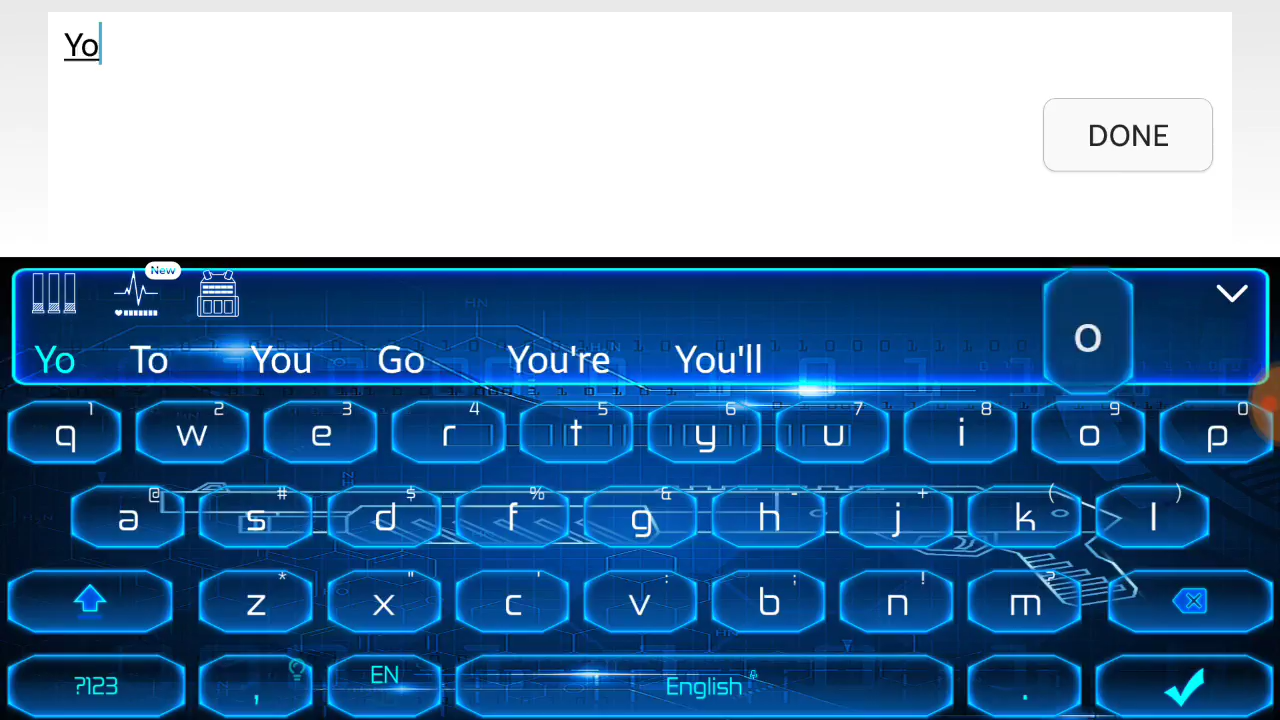 Yo
DONE
New
o
Yo To You Go You're You'll
1 2 3 4 5 6 7 8 9 0
q w e r t y u i o p
@ # $ % & - + ( )
a s d f g h j k l
* " ' : ; ! ?
z x c v b n m
?123 , EN English .